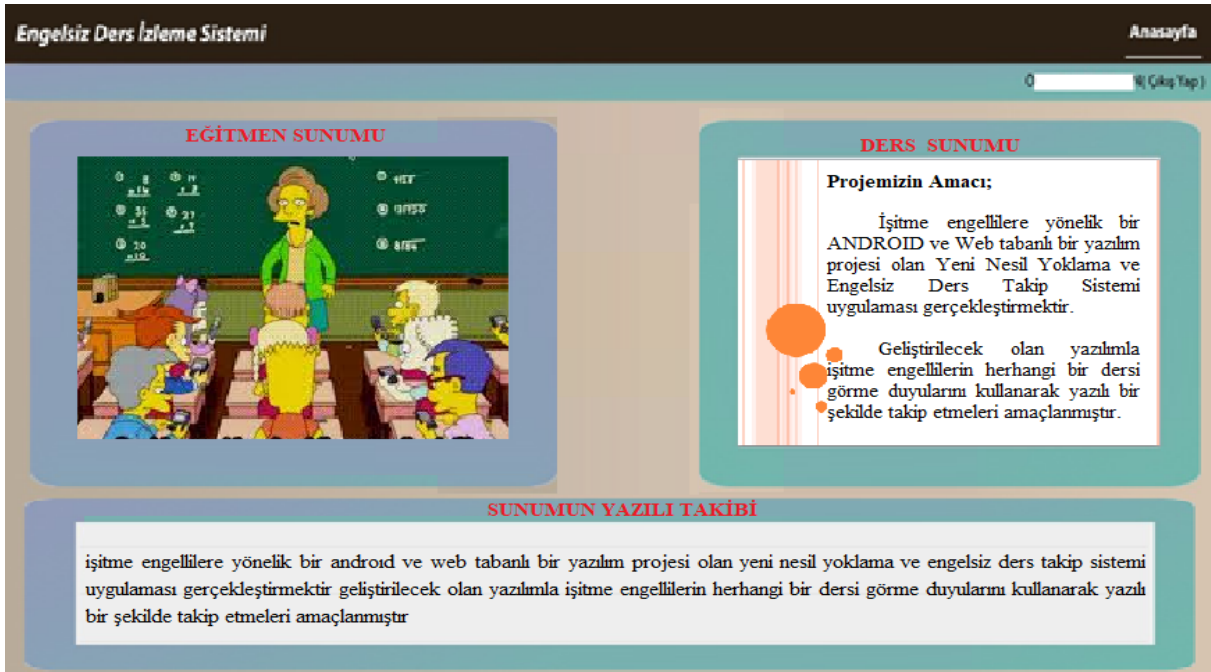 Engelsiz Ders İzleme Sistemi
Anasayfa
( Çıkış Yap )
EĞİTMEN SUNUMU
DERS SUNUMU
Projemizin Amacı;
İşitme engellilere yönelik bir
ANDROID ve Web tabanlı bir yazılım
projesi olan Yeni Nesil Yoklama ve
Engelsiz Ders Takip Sistemi
uygulaması gerçekleştirmektir.
Geliştirilecek olan yazılımla
işitme engellilerin herhangi bir dersi
görme duyularını kullanarak yazılı bir
şekilde takip etmeleri amaçlanmıştır.
SUNUMUN YAZILI TAKİBİ
işitme engellilere yönelik bir androıd ve web tabanlı bir yazılım projesi olan yeni nesil yoklama ve engelsiz ders takip sistemi
uygulaması gerçekleştirmektir geliştirilecek olan yazılımla işitme engellilerin herhangi bir dersi görme duyularını kullanarak yazılı
bir şekilde takip etmeleri amaçlanmıştır